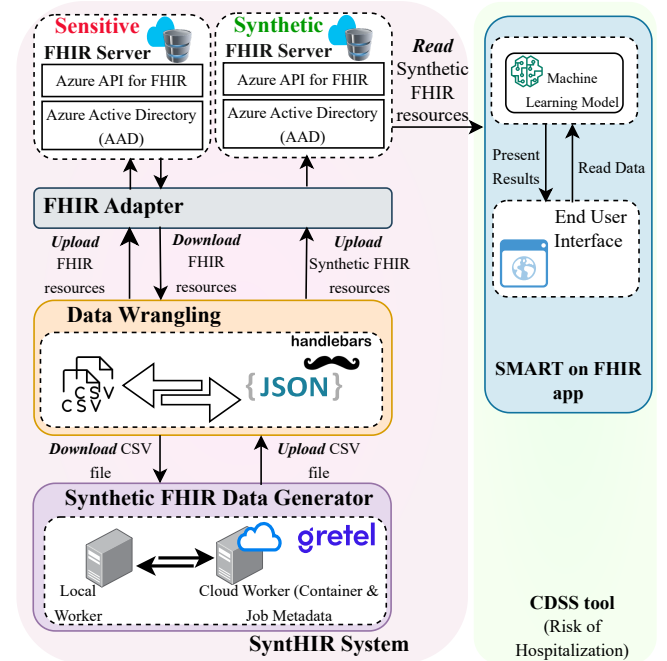 Sensitive
FHIR Server
Azure API for FHIR
Azure Active Directory
(AAD)
Synthetic
FHIR Server
Azure API for FHIR
Azure Active Directory
(AAD)
Read
Synthetic
FHIR
resources
Machine
Learning Model
Present
Results
Read Data
End User
Interface
SMART on FHIR
app
FHIR Adapter
Upload
FHIR
resources
Download
FHIR
resources
Upload
Synthetic FHIR
resources
Data Wrangling
handlebars
CSV
CSV
{JSON}
Download CSV
file
Upload CSV
file
Synthetic FHIR Data Generator
gretel
Local
Worker
Cloud Worker (Container &
Job Metadata
SyntHIR System
CDSS tool
(Risk of
Hospitalization)